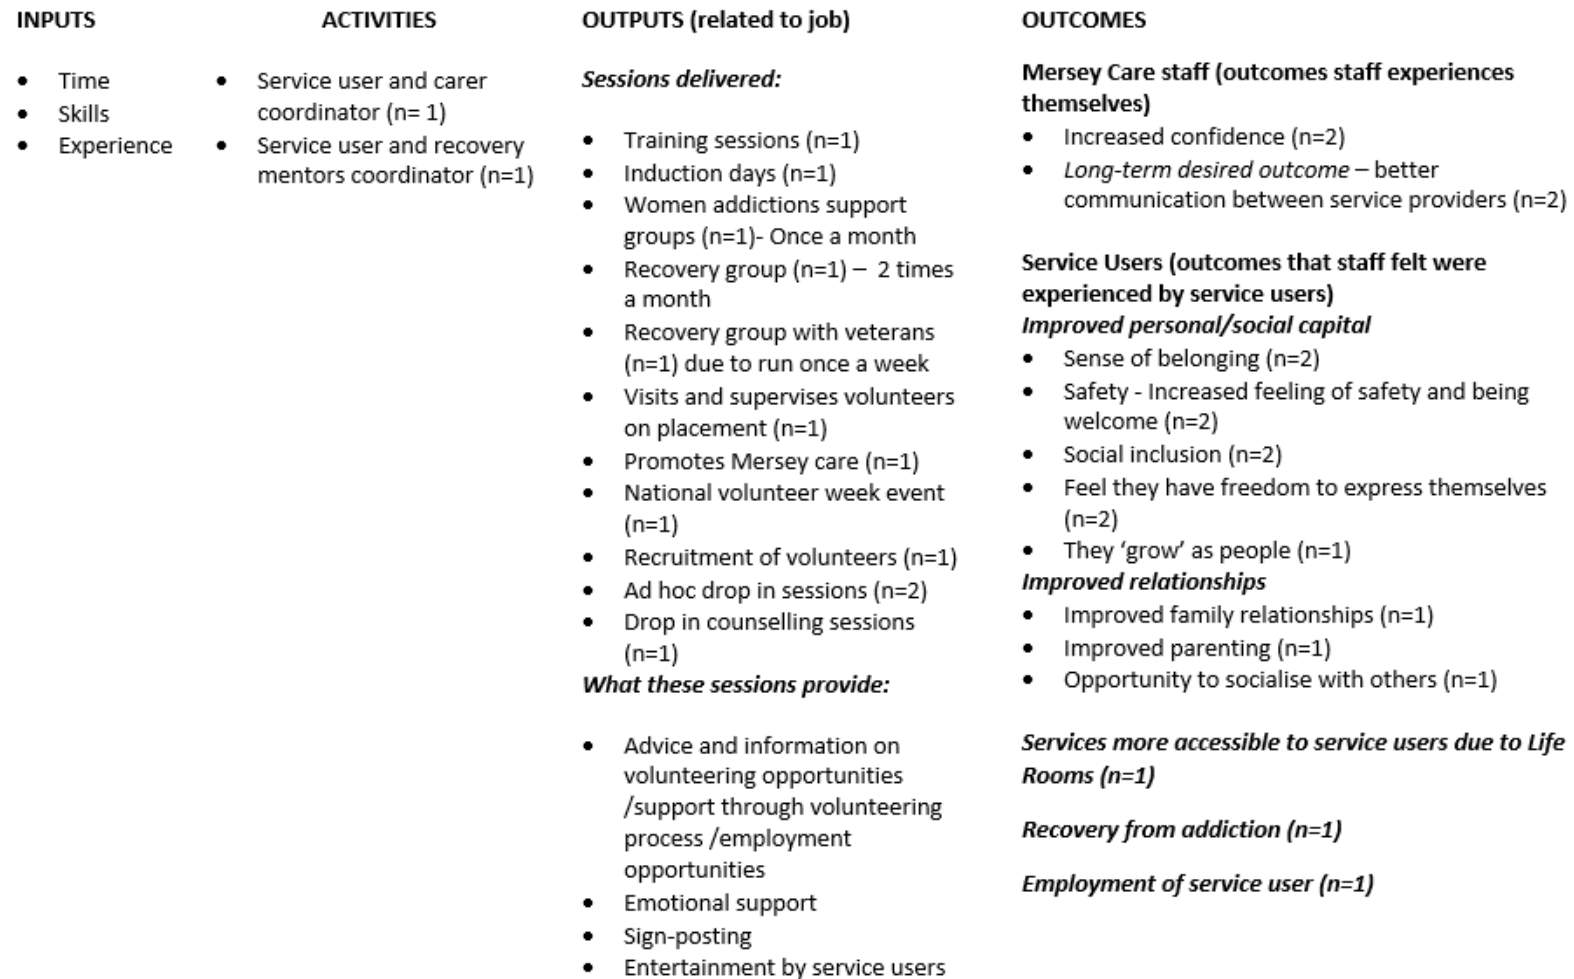 INPUTS
• Time
• Skills
• Experience
ACTIVITIES
• Service user and carer
coordinator (n= 1)
• Service user and recovery
mentors coordinator (n=1)
OUTPUTS (related to job)
Sessions delivered:
• Training sessions (n=1)
• Induction days (n=1)
• Women addictions support
groups (n=1)- Once a month
• Recovery group (n=1) – 2 times
a month
• Recovery group with veterans
(n=1) due to run once a week
• Visits and supervises volunteers
on placement (n=1)
• Promotes Mersey care (n=1)
• National volunteer week event
(n=1)
• Recruitment of volunteers (n=1)
• Ad hoc drop in sessions (n=2)
• Drop in counselling sessions
(n=1)
What these sessions provide:
• Advice and information on
volunteering opportunities
/support through volunteering
process /employment
opportunities
• Emotional support
• Sign-posting
• Entertainment by service users
OUTCOMES
Mersey Care staff (outcomes staff experiences
themselves)
• Increased confidence (n=2)
• Long-term desired outcome – better
communication between service providers (n=2)
Service Users (outcomes that staff felt were
experienced by service users)
Improved personal/social capital
• Sense of belonging (n=2)
• Safety - Increased feeling of safety and being
welcome (n=2)
• Social inclusion (n=2)
• Feel they have freedom to express themselves
(n=2)
• They ‘grow’ as people (n=1)
Improved relationships
• Improved family relationships (n=1)
• Improved parenting (n=1)
• Opportunity to socialise with others (n=1)
Services more accessible to service users due to Life
Rooms (n=1)
Recovery from addiction (n=1)
Employment of service user (n=1)